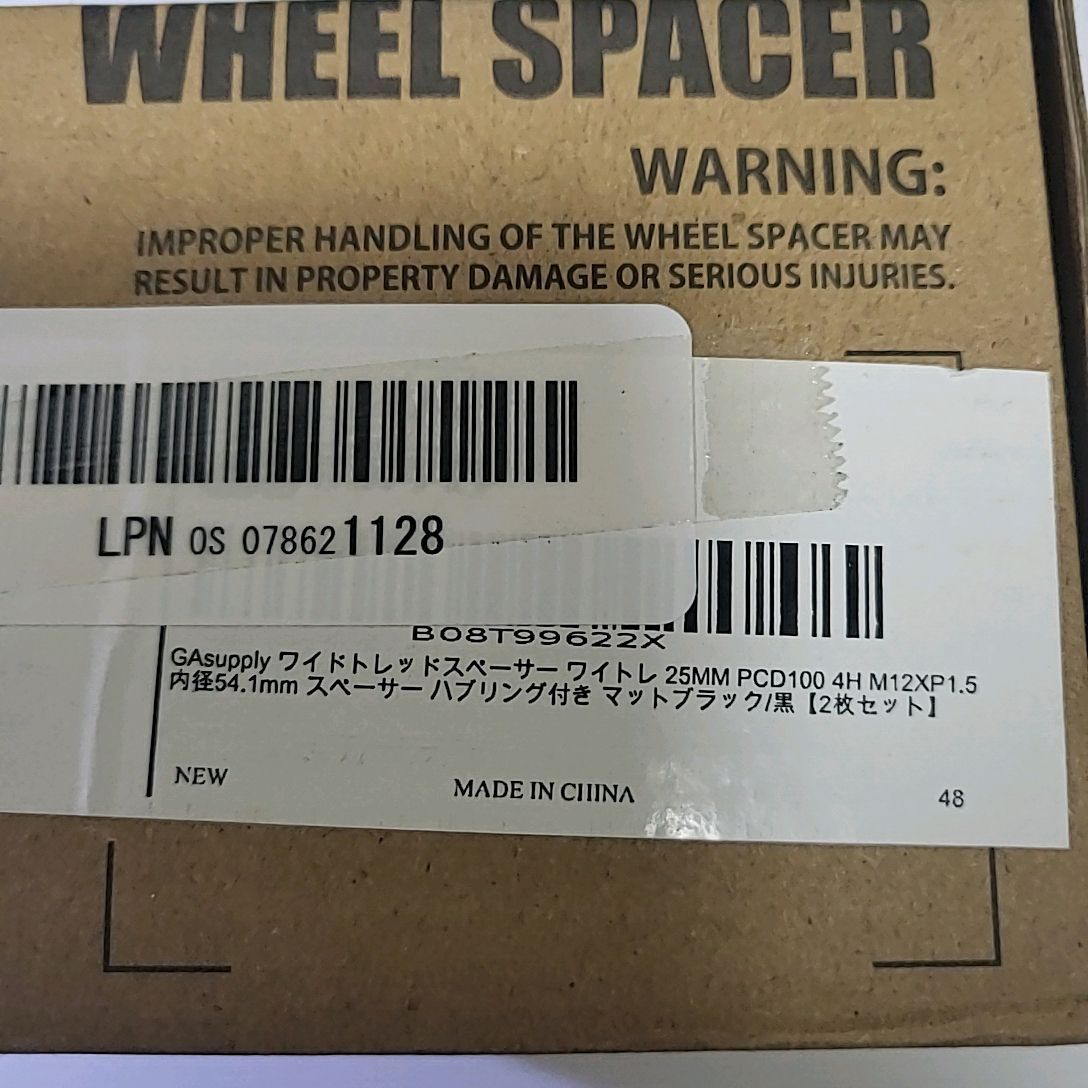 WHEEL SPACER
WARNING:
IMPROPER HANDLING OF THE WHEEL SPACER MAY
RESULT IN PROPERTY DAMAGE OR SERIOUS INJURIES.
LPN OS 078621128
B08T99622X
GAsupply ワイドトレッドスペーサー ワイトレ 25MM PCD100 4H M12XP1.5
内径54.1mm スペーサー ハブリング付き マットブラック/黒【2枚セット】
NEW
MADE IN CHINA
48